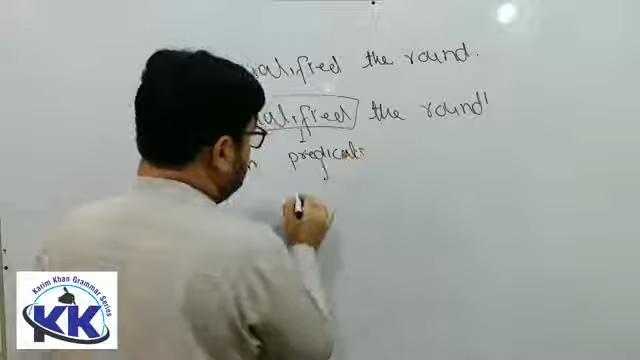 qualified the round.
qualified the round'
predicate
Karim Khan Grammar Series
KK